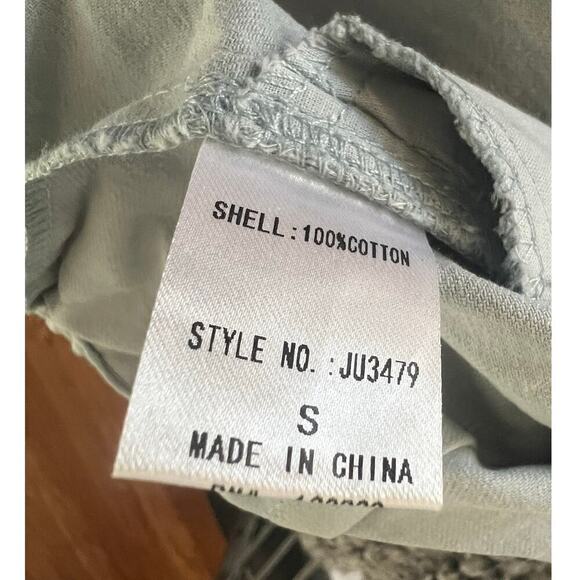 SHELL:100%COTTON
STYLE NO.:JU3479
S
MADE IN CHINA